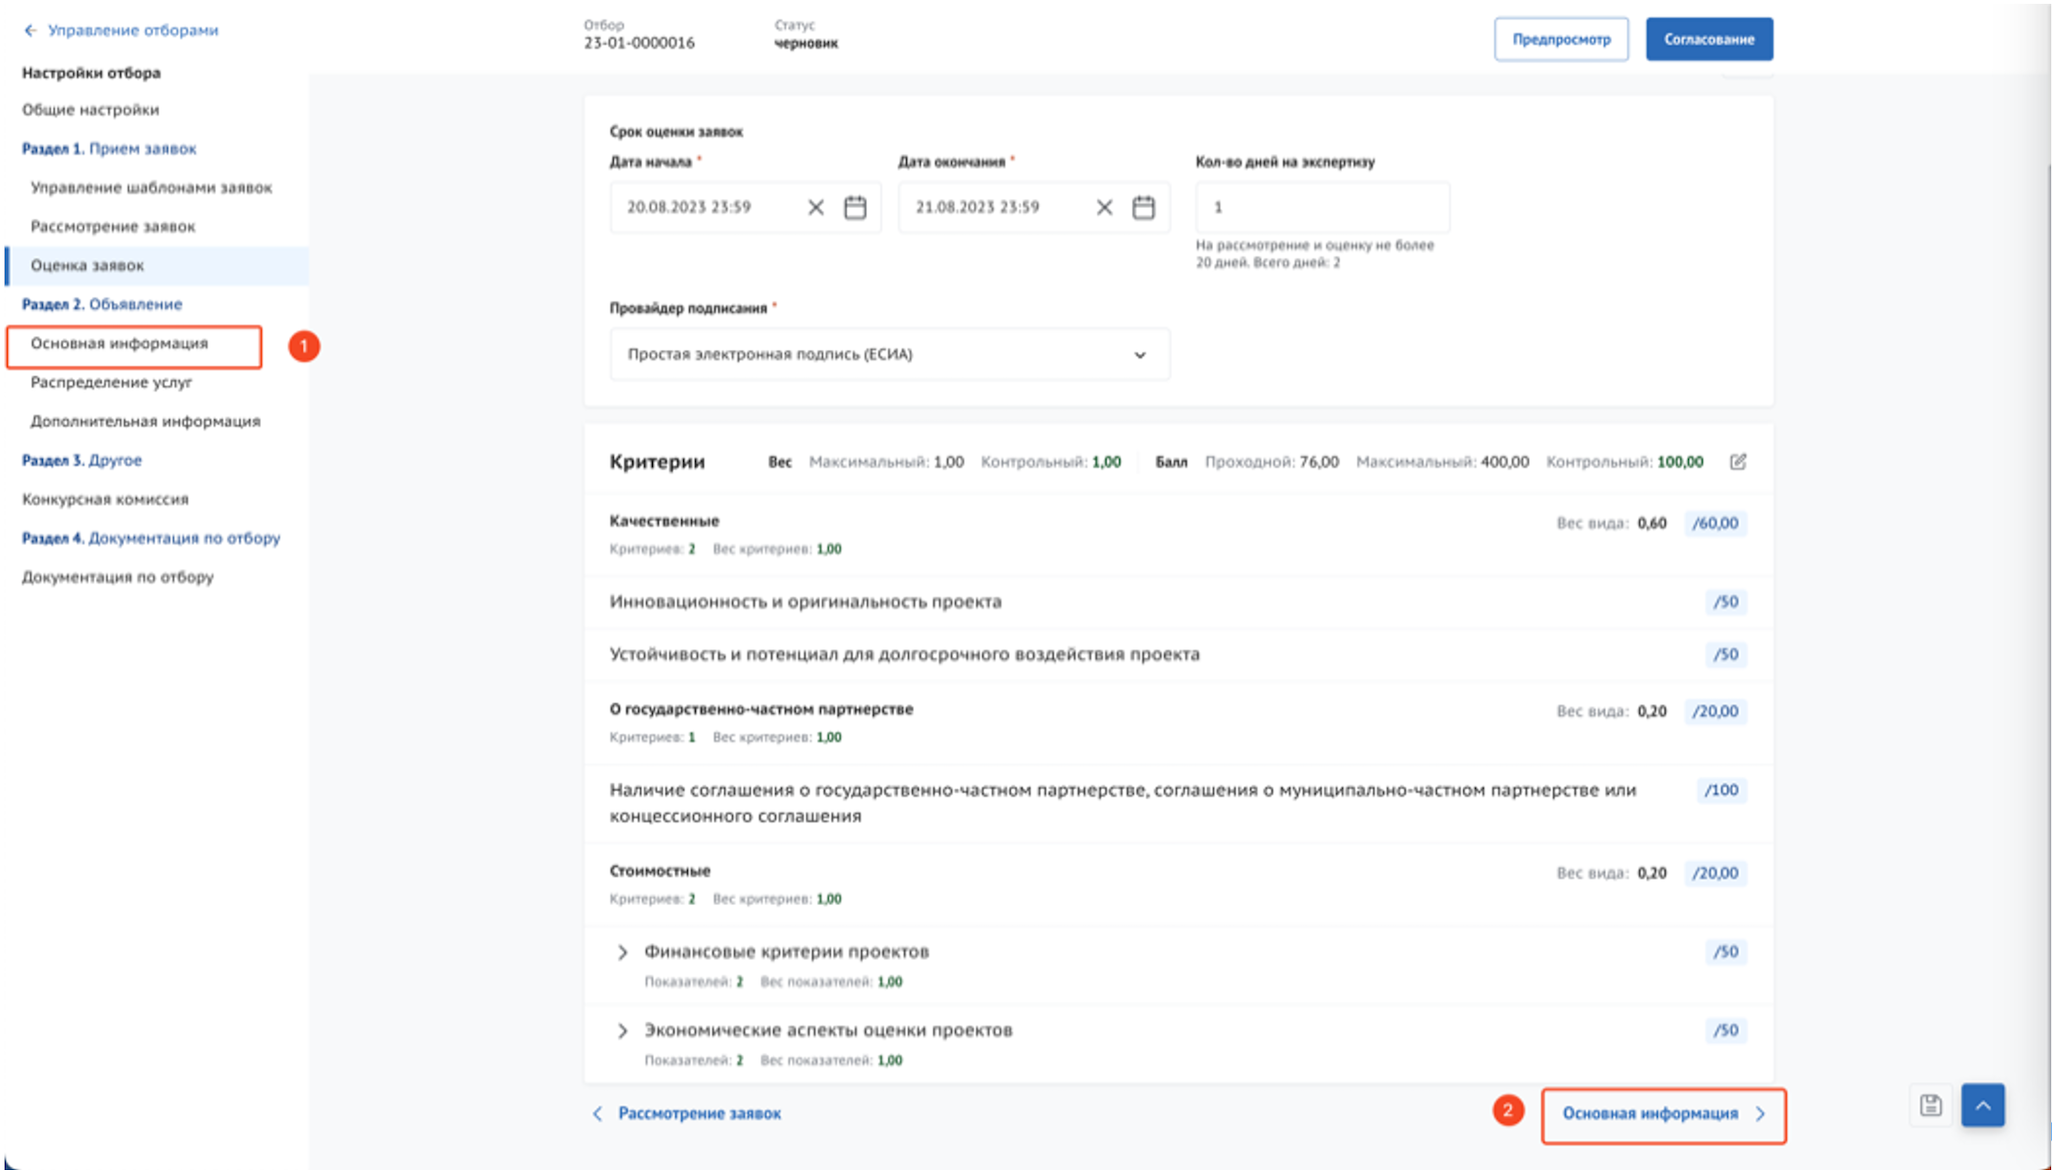 Управление отборами
Настройки отбора
Общие настройки
Раздел 1. Прием заявок
Управление шаблонами заявок
Рассмотрение заявок
Оценка заявок
Раздел 2. Объявление
Основная информация
1
Распределение услуг
Дополнительная информация
Раздел 3. Другое
Конкурсная комиссия
Раздел 4. Документация по отбору
Документация по отбору
Отбор
23-01-0000016
Статус
черновик
Предпросмотр
Согласование
Срок оценки заявок
Дата начала *
20.08.2023 23:59
Дата окончания *
21.08.2023 23:59
Кол-во дней на экспертизу
1
На рассмотрение и оценку не более
20 дней. Всего дней: 2
Провайдер подписания *
Простая электронная подпись (ЕСИА)
Критерии Вес Максимальный: 1,00 Контрольный: 1,00 Балл Проходной: 76,00 Максимальный: 400,00 Контрольный: 100,00
Качественные
Вес вида: 0,60 /60,00
Критериев: 2 Вес критериев: 1,00
Инновационность и оригинальность проекта /50
Устойчивость и потенциал для долгосрочного воздействия проекта /50
О государственно-частном партнерстве
Вес вида: 0,20 /20,00
Критериев: 1 Вес критериев: 1,00
Наличие соглашения о государственно-частном партнерстве, соглашения о муниципально-частном партнерстве или /100
концессионного соглашения
Стоимостные
Вес вида: 0,20 /20,00
Критериев: 2 Вес критериев: 1,00
Финансовые критерии проектов /50
Показателей: 2 Вес показателей: 1,00
Экономические аспекты оценки проектов /50
Показателей: 2 Вес показателей: 1,00
Рассмотрение заявок
2
Основная информация